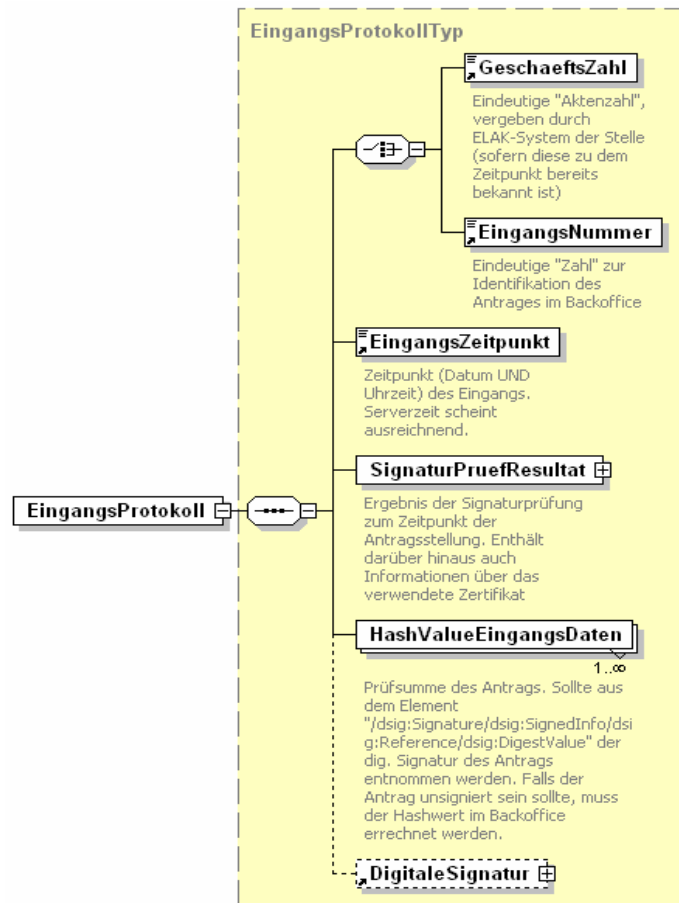 EingangsProtokollTyp
GeschaeftsZahl
Eindeutige "Aktenzahl",
vergeben durch
ELAK-System der Stelle
(sofern diese zu dem
Zeitpunkt bereits
bekannt ist)
EingangsNummer
Eindeutige "Zahl" zur
Identifikation des
Antrages im Backoffice
EingangsZeitpunkt
Zeitpunkt (Datum UND
Uhrzeit) des Eingangs.
Serverzeit scheint
ausreichnend.
SignaturPruefResultat
EingangsProtokoll
Ergebnis der Signaturprüfung
zum Zeitpunkt der
Antragsstellung. Enthält
darüber hinaus auch
Informationen über das
verwendete Zertifikat
HashValueEingangsDaten
1..∞
Prüfsumme des Antrags. Sollte aus
dem Element
"/dsig:Signature/dsig:SignedInfo/dsi
g:Reference/dsig:DigestValue" der
dig. Signatur des Antrags
entnommen werden. Falls der
Antrag unsigniert sein sollte, muss
der Hashwert im Backoffice
errechnet werden.
DigitaleSignatur